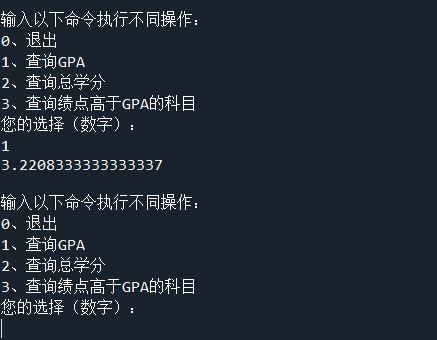 输入以下命令执行不同操作:
0、退出
1、查询GPA
2、查询总学分
3、查询绩点高于GPA的科目
您的选择（数字）：
1
3.2208333333333337
输入以下命令执行不同操作:
0、退出
1、查询GPA
2、查询总学分
3、查询绩点高于GPA的科目
您的选择（数字）：